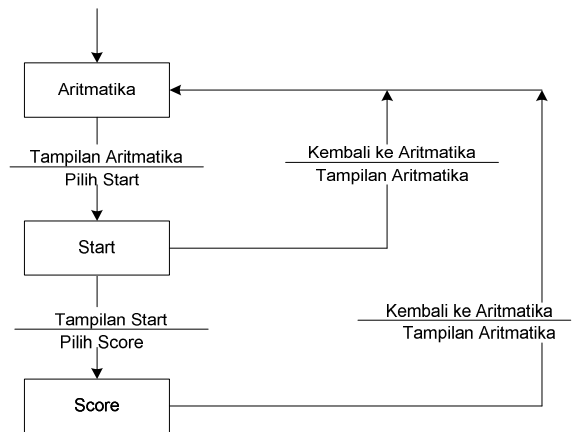 Aritmatika
Tampilan Aritmatika
Pilih Start
Kembali ke Aritmatika
Tampilan Aritmatika
Start
Tampilan Start
Pilih Score
Kembali ke Aritmatika
Tampilan Aritmatika
Score